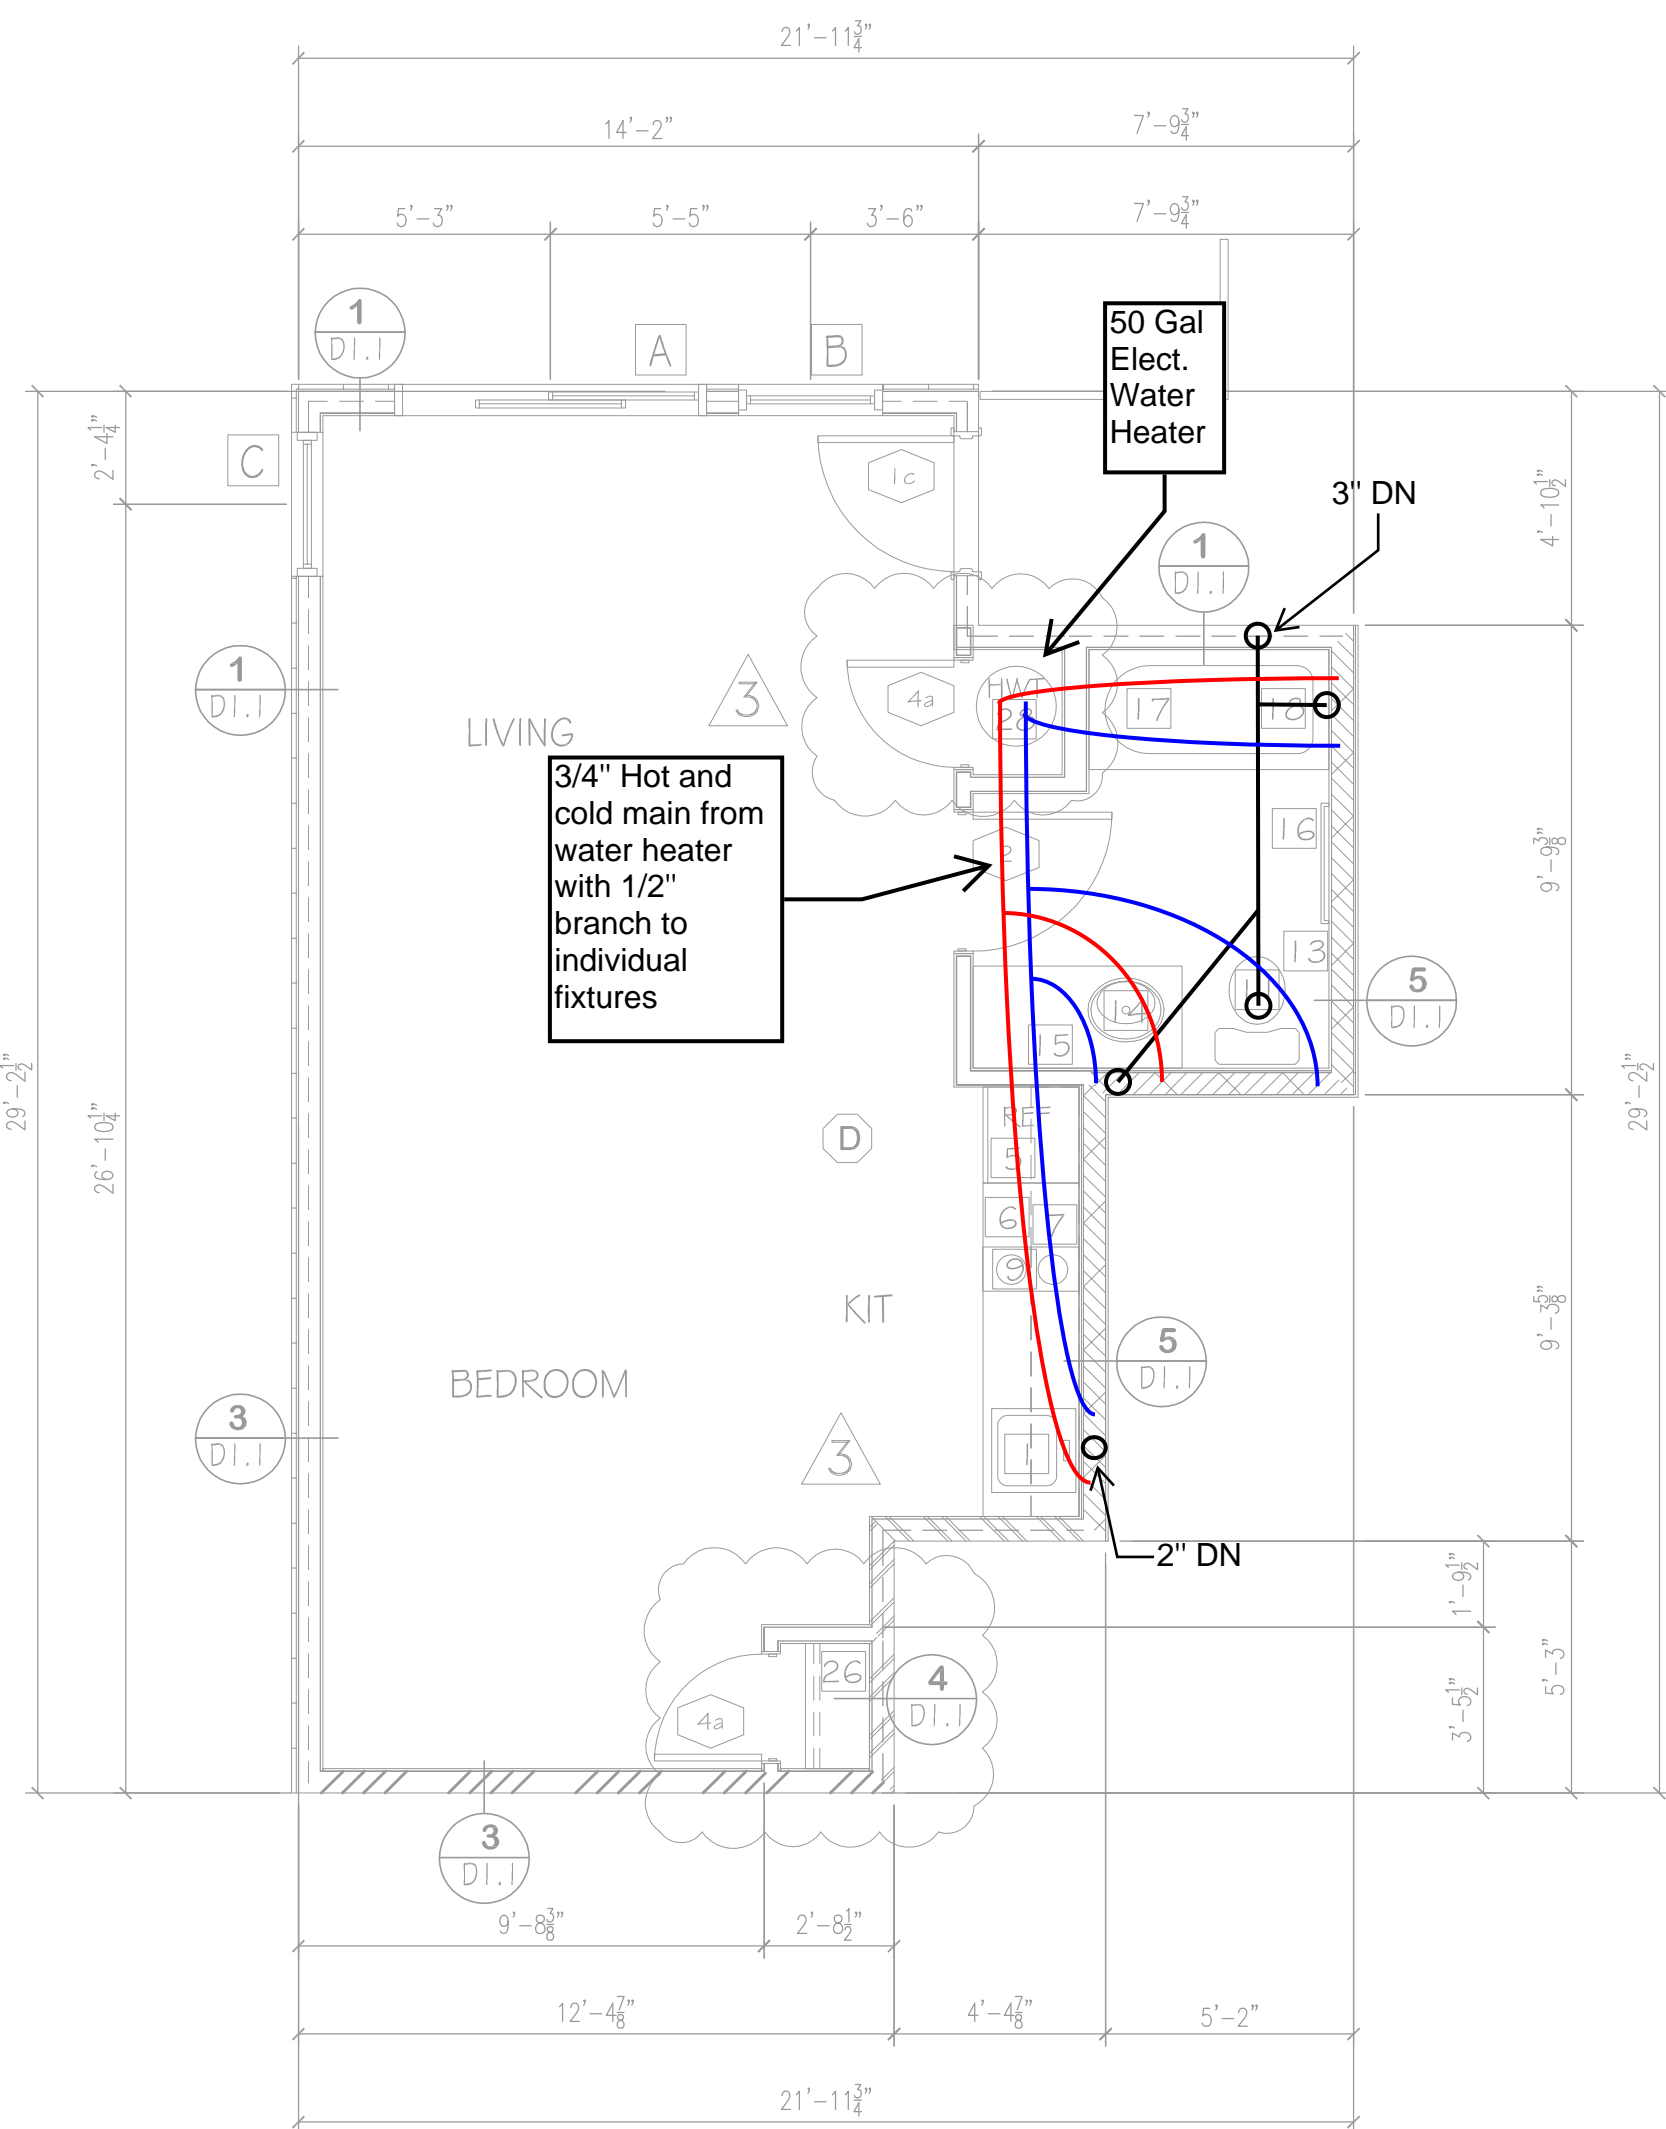 21'-11¾"
14'-2"
7'-9¾"
5'-3"
5'-5"
3'-6"
7'-9¾"
1
D1.1
A
B
50 Gal
Elect.
Water
Heater
C
2'-4¼"
1c
3" DN
4'-10½"
1
D1.1
1
D1.1
3
4a
HWT
28
17
18
LIVING
3/4" Hot and
cold main from
water heater
with 1/2"
branch to
individual
fixtures
2
16
9'-9⅜"
13
5
D1.1
14
15
29'-2½"
26'-10¼"
29'-2½"
D
REF
5
6
7
9
KIT
9'-3⅝"
5
D1.1
BEDROOM
3
D1.1
3
1
2" DN
1'-9½"
26
4
D1.1
4a
5'-3"
3'-5½"
3
D1.1
9'-8⅜"
2'-8½"
12'-4⅞"
4'-4⅞"
5'-2"
21'-11¾"